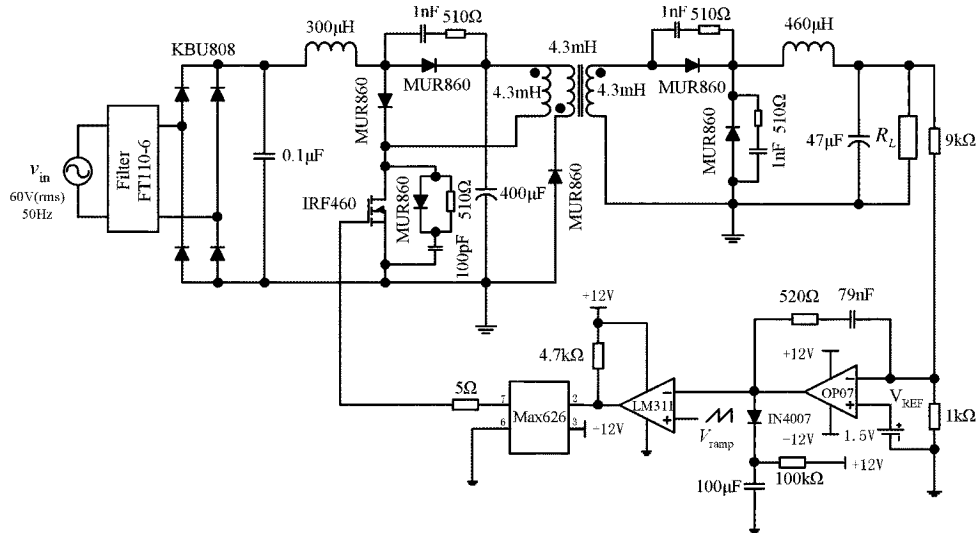 1nF 510Ω
300μH
KBU808
MUR860
MUR860
4.3mH
4.3mH
4.3mH
1nF 510Ω
MUR860
460μH
MUR860
510Ω
1nF
47μF
R_L
9kΩ
v_in
60V(rms)
50Hz
Filter
FT110-6
0.1μF
IRF460
MUR860
510Ω
100pF
400μF
MUR860
+12V
4.7kΩ
5Ω
7
6
Max626
2
3
-12V
LM311
V_ramp
520Ω
79nF
+12V
OP07
-12V
V_REF
1.5V
1kΩ
IN4007
100kΩ
+12V
100μF